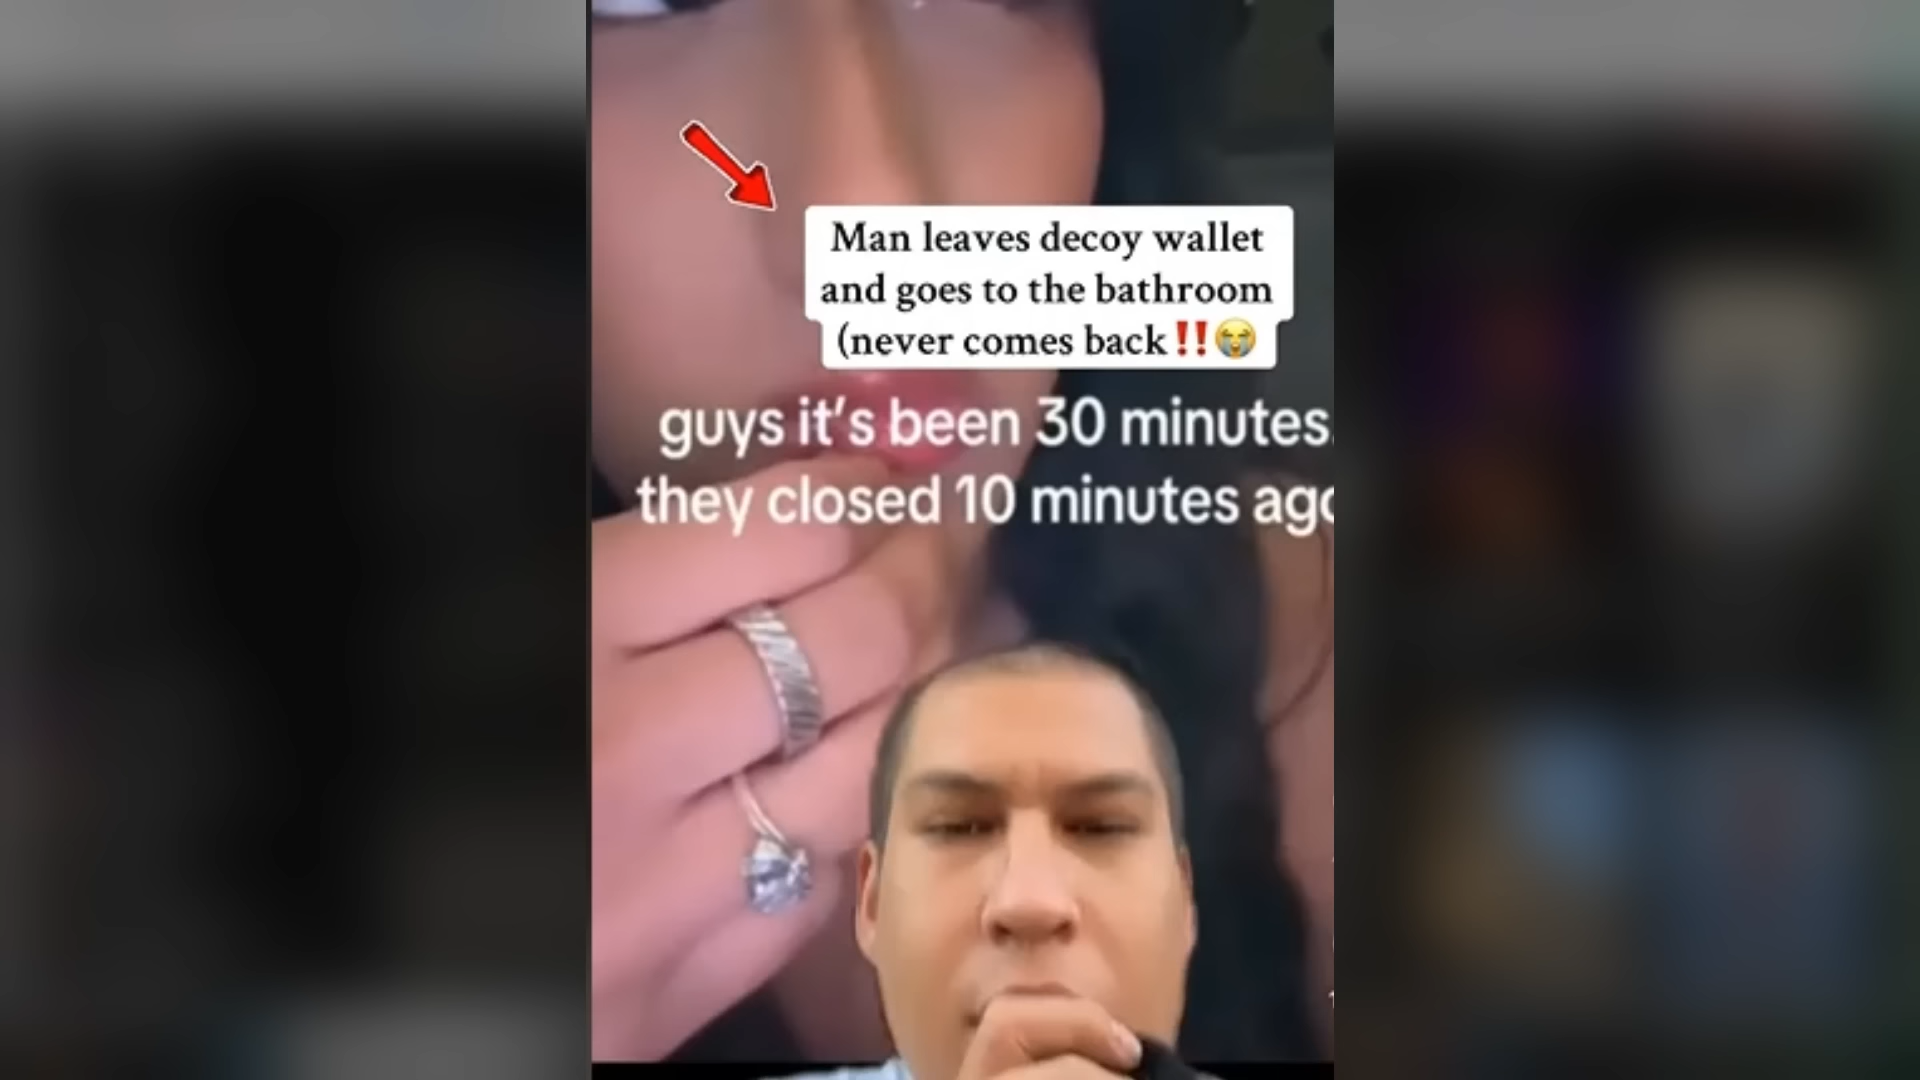 Man leaves decoy wallet
and goes to the bathroom
(never comes back‼️😭
guys it's been 30 minutes.
they closed 10 minutes ago